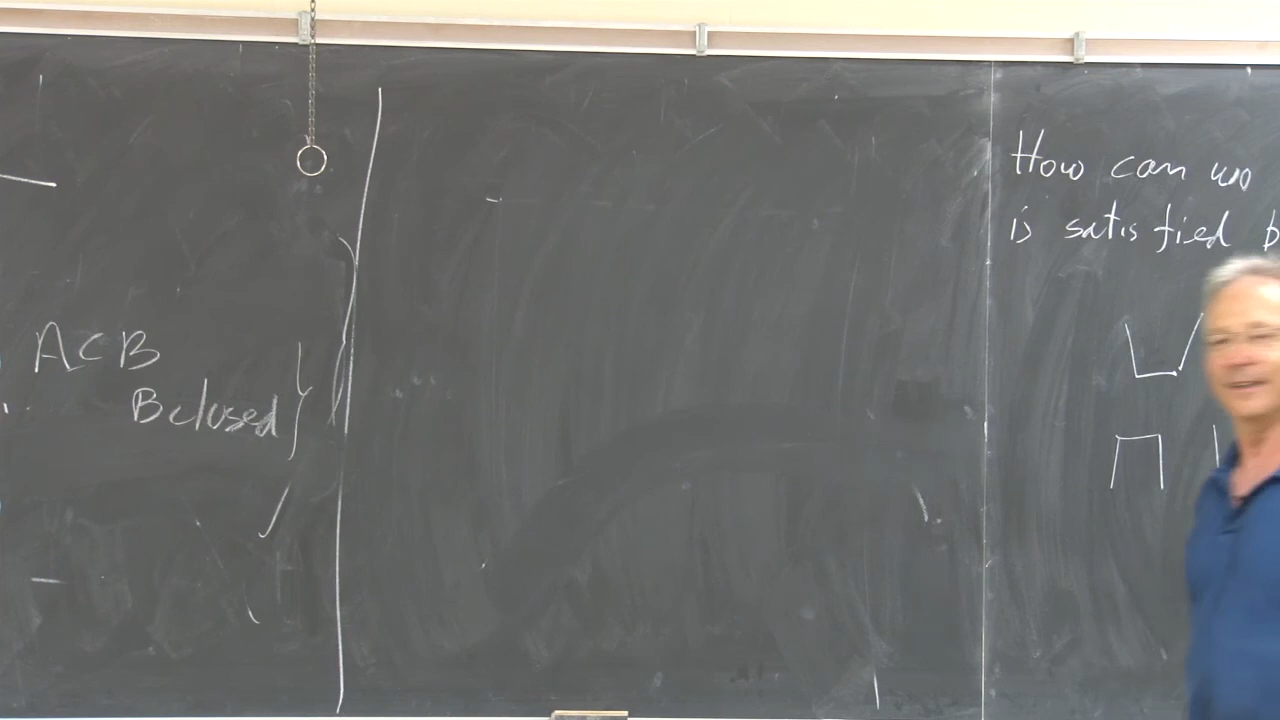 A ⊂ B
B closed }
How can we
is satisfied